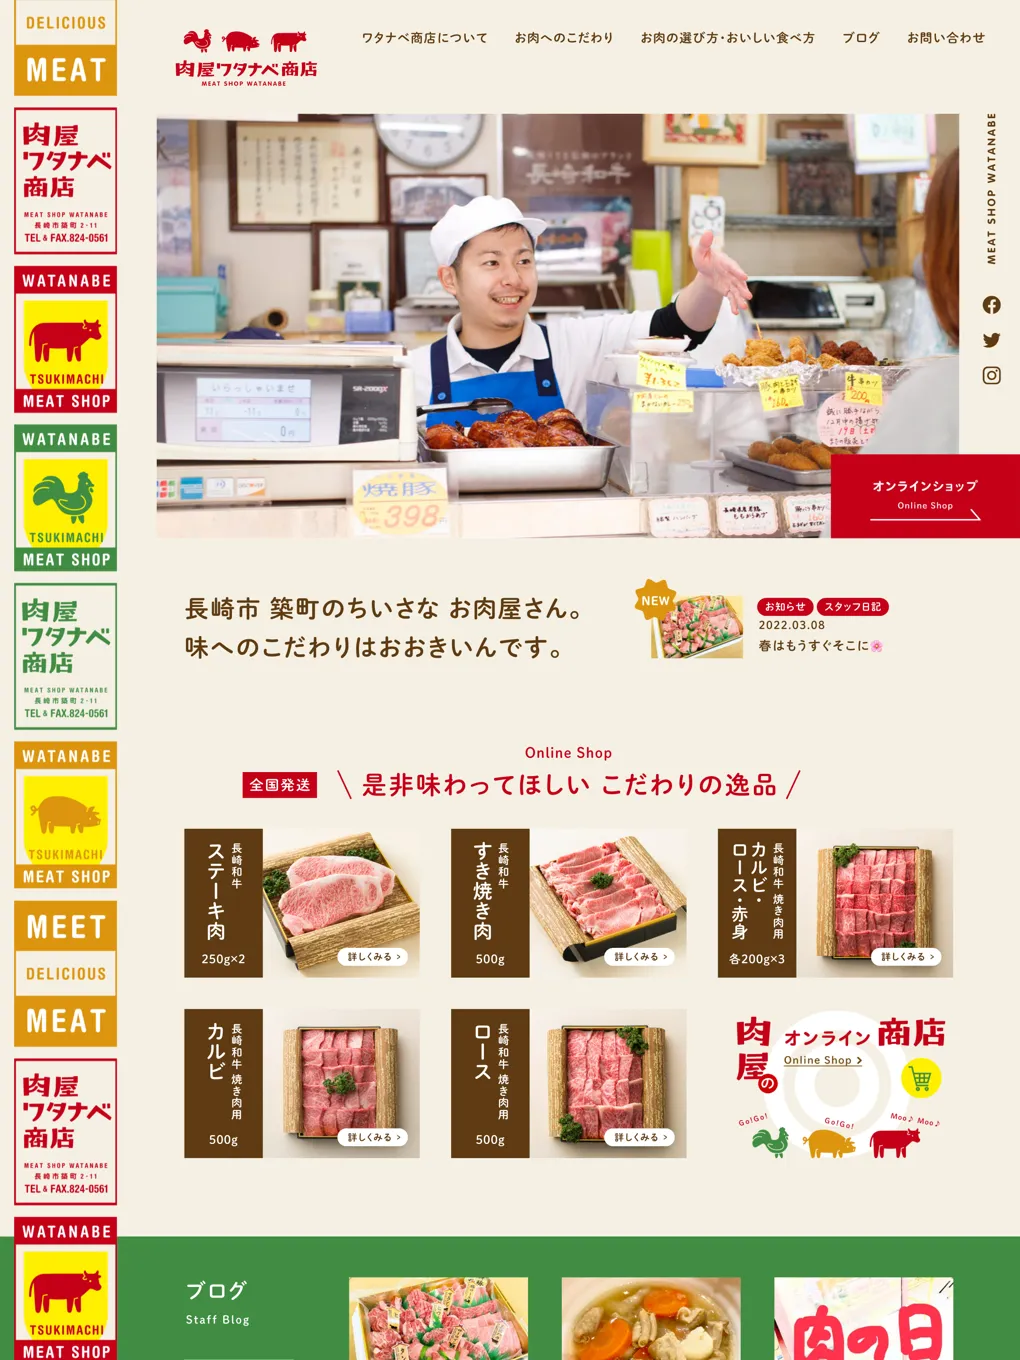 DELICIOUS
MEAT
肉屋
ワタナベ
商店
MEAT SHOP WATANABE
長崎市築町 2-11
TEL & FAX.824-0561
WATANABE
TSUKIMACHI
MEAT SHOP
WATANABE
TSUKIMACHI
MEAT SHOP
肉屋
ワタナベ
商店
MEAT SHOP WATANABE
長崎市築町 2-11
TEL & FAX.824-0561
WATANABE
TSUKIMACHI
MEAT SHOP
MEET
DELICIOUS
MEAT
肉屋
ワタナベ
商店
MEAT SHOP WATANABE
長崎市築町 2-11
TEL & FAX.824-0561
WATANABE
TSUKIMACHI
MEAT SHOP
肉屋ワタナベ商店
MEAT SHOP WATANABE
ワタナベ商店について
お肉へのこだわり
お肉の選び方・おいしい食べ方
ブログ
お問い合わせ
長崎和牛
いらっしゃいませ
0円
SR-2000
焼豚
398
200
MEAT SHOP WATANABE
オンラインショップ
Online Shop
長崎市 築町のちいさな お肉屋さん。
味へのこだわりはおおきいんです。
NEW
お知らせ
スタッフ日記
2022.03.08
春はもうすぐそこに🌸
Online Shop
全国発送
是非味わってほしい こだわりの逸品
長崎和牛
ステーキ肉
250g×2
詳しくみる >
長崎和牛
すき焼き肉
500g
詳しくみる >
長崎和牛 焼き肉用
カルビ・
ロース・赤身
各200g×3
詳しくみる >
長崎和牛 焼き肉用
カルビ
500g
詳しくみる >
長崎和牛 焼き肉用
ロース
500g
詳しくみる >
肉屋の
オンライン商店
Online Shop >
Go!Go!
Go!Go!
Moo♪ Moo♪
ブログ
Staff Blog
肉の日